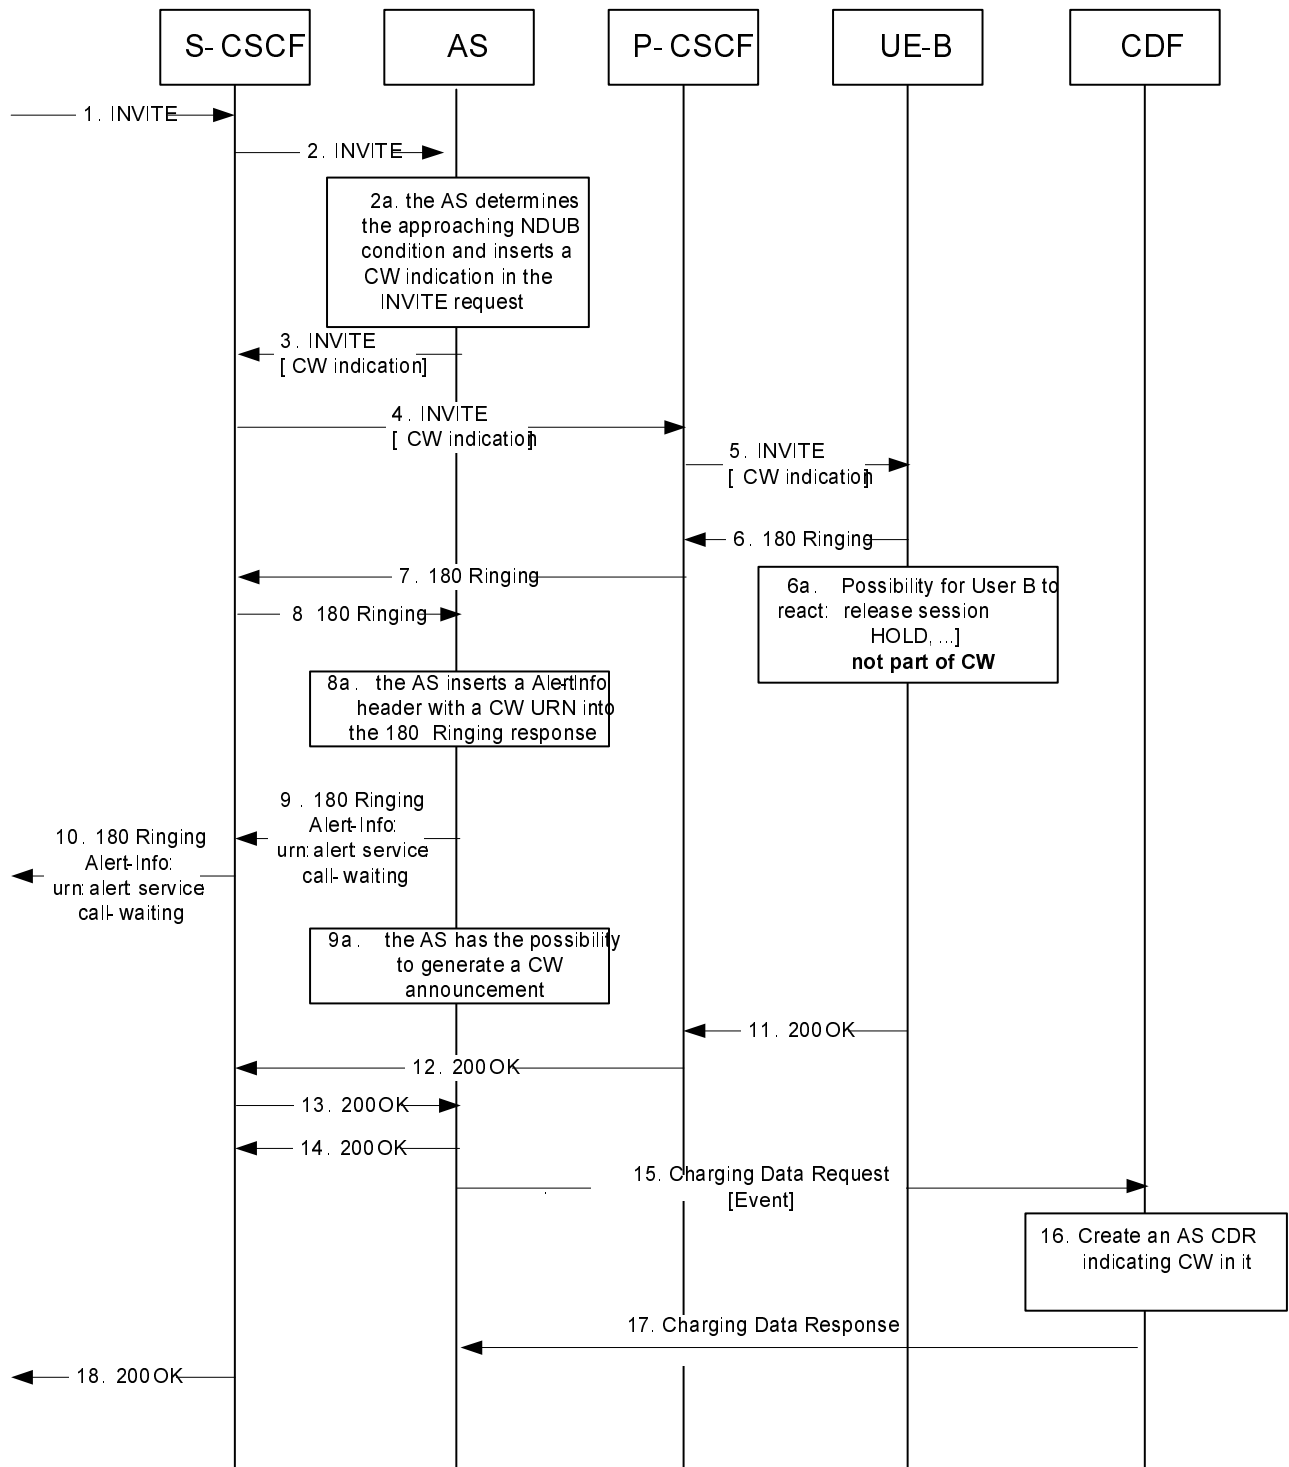 S-CSCF
AS
P-CSCF
UE-B
CDF
1. INVITE
2. INVITE
2a. the AS determines
the approaching NDUB
condition and inserts a
CW indication in the
INVITE request
3. INVITE
[ CW indication]
4. INVITE
[ CW indication]
5. INVITE
[ CW indication]
6. 180 Ringing
7. 180 Ringing
6a. Possibility for User B to
react: release session
HOLD, ...]
not part of CW
8 180 Ringing
8a. the AS inserts a Alert-Info
header with a CW URN into
the 180 Ringing response
9 . 180 Ringing
Alert-Info:
urn:alert service
call-waiting
10. 180 Ringing
Alert-Info:
urn:alert service
call-waiting
9a. the AS has the possibility
to generate a CW
announcement
11. 200 OK
12. 200 OK
13. 200 OK
14. 200 OK
15. Charging Data Request
[Event]
16. Create an AS CDR
indicating CW in it
17. Charging Data Response
18. 200 OK